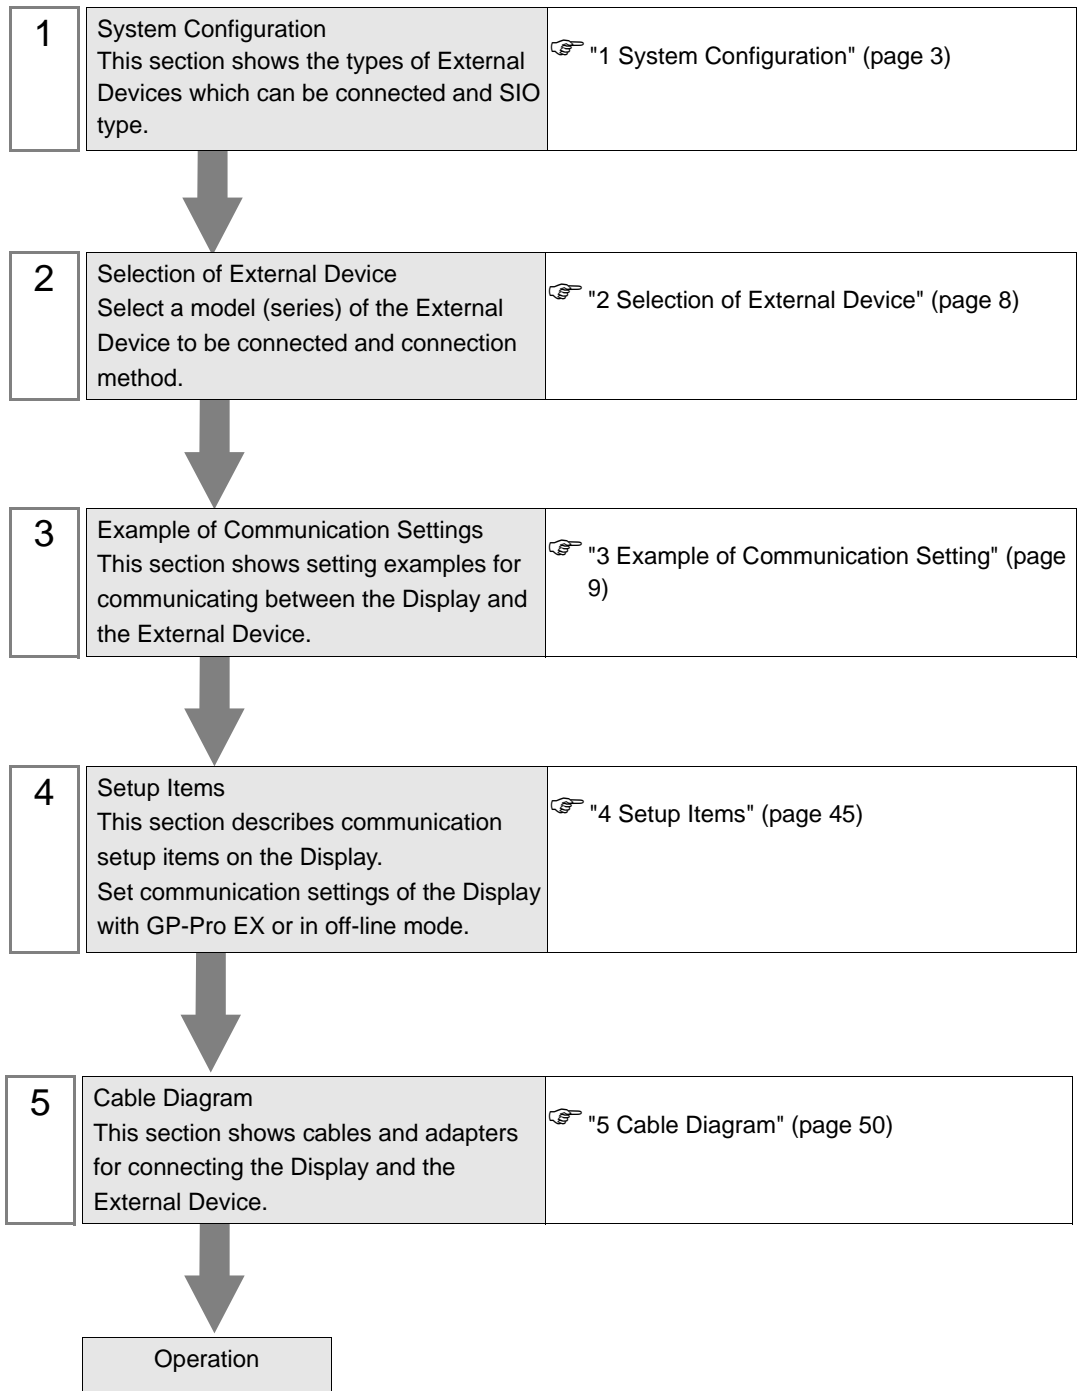 1
System Configuration
This section shows the types of External
Devices which can be connected and SIO
type.
"1 System Configuration" (page 3)
2
Selection of External Device
Select a model (series) of the External
Device to be connected and connection
method.
"2 Selection of External Device" (page 8)
3
Example of Communication Settings
This section shows setting examples for
communicating between the Display and
the External Device.
"3 Example of Communication Setting" (page
9)
4
Setup Items
This section describes communication
setup items on the Display.
Set communication settings of the Display
with GP-Pro EX or in off-line mode.
"4 Setup Items" (page 45)
5
Cable Diagram
This section shows cables and adapters
for connecting the Display and the
External Device.
"5 Cable Diagram" (page 50)
Operation